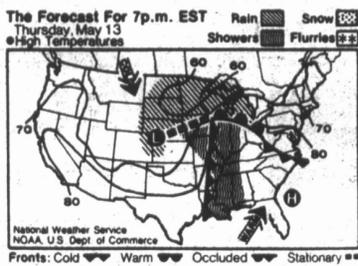 The Forecast For 7p.m. EST
Thursday, May 13
High Temperatures
Rain
Snow
Showers
Flurries
60
60
70
70
80
80
L
H
WARM
National Weather Service
NOAA, U.S. Dept. of Commerce
Fronts: Cold Warm Occluded Stationary